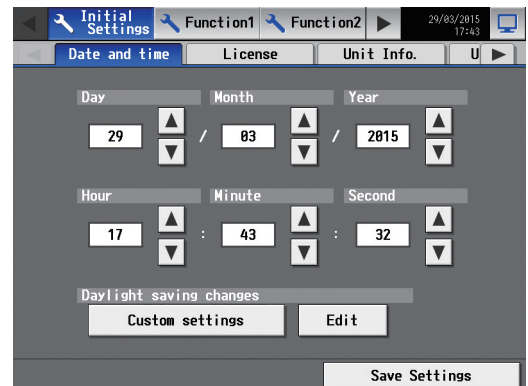 Initial Settings Function1 Function2 29/03/2015 17:43
Date and time License Unit Info. U
Day Month Year
29 / 03 / 2015
Hour Minute Second
17 : 43 : 32
Daylight saving changes
Custom settings Edit
Save Settings